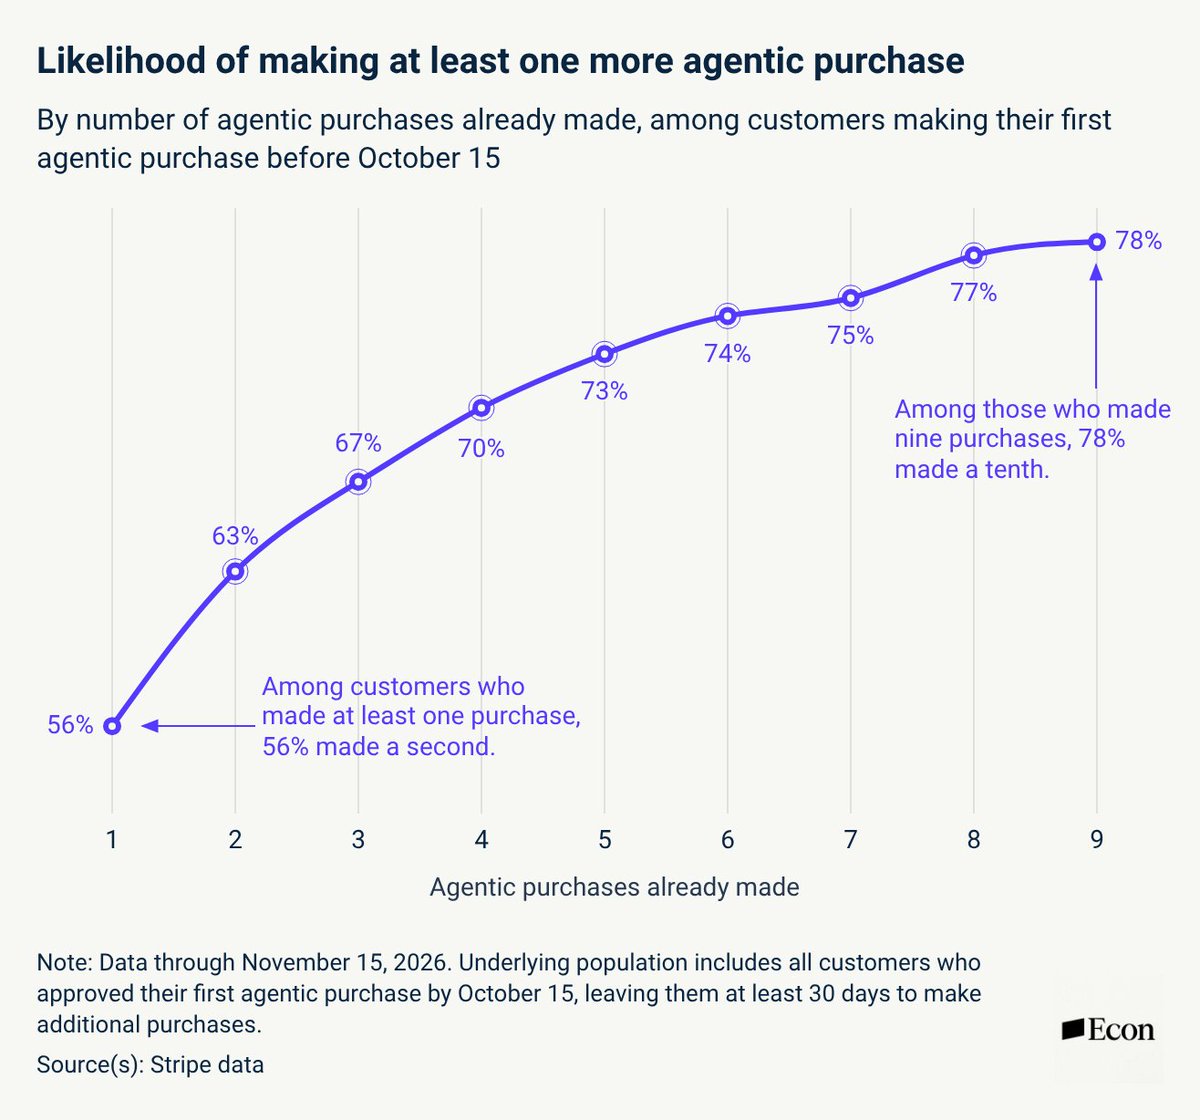 Likelihood of making at least one more agentic purchase
By number of agentic purchases already made, among customers making their first
agentic purchase before October 15
78%
77%
75%
74%
73%
70%
67%
63%
56%
Among those who made
nine purchases, 78%
made a tenth.
Among customers who
made at least one purchase,
56% made a second.
1 2 3 4 5 6 7 8 9
Agentic purchases already made
Note: Data through November 15, 2026. Underlying population includes all customers who
approved their first agentic purchase by October 15, leaving them at least 30 days to make
additional purchases.
Source(s): Stripe data
Econ